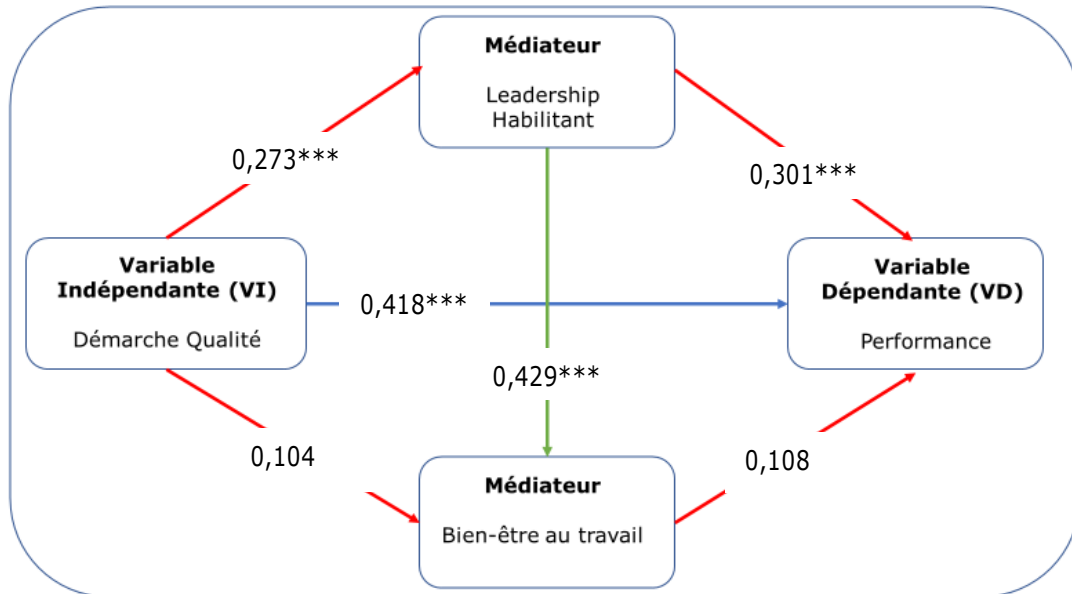 Médiateur
Leadership
Habilitant
0,273***
0,301***
Variable
Indépendante (VI)
Démarche Qualité
0,418***
Variable
Dépendante (VD)
Performance
0,429***
0,104
0,108
Médiateur
Bien-être au travail